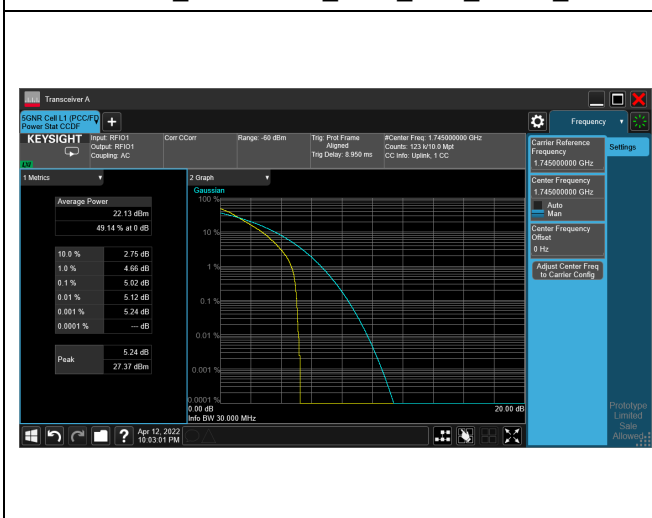 Transceiver A
5GNR Cell L1 (PCC/FD
Power Stat CCDF
Frequency
KEYSIGHT
Input: RFIO1
Output: RFIO1
Coupling: AC
Corr CCorr
Range: -60 dBm
Trig: Prot Frame
Aligned
Trig Delay: 8.950 ms
#Center Freq: 1.745000000 GHz
Counts: 123 k/10.0 Mpt
CC Info: Uplink, 1 CC
Carrier Reference
Frequency
1.745000000 GHz
Settings
Center Frequency
1.745000000 GHz
Auto
Man
Center Frequency
Offset
0 Hz
Adjust Center Freq
to Carrier Config
1 Metrics
Average Power
22.13 dBm
49.14 % at 0 dB
10.0 % 2.75 dB
1.0 % 4.66 dB
0.1 % 5.02 dB
0.01 % 5.12 dB
0.001 % 5.24 dB
0.0001 % --- dB
Peak
5.24 dB
27.37 dBm
2 Graph
Gaussian
100 %
10 %
1 %
0.1 %
0.01 %
0.001 %
0.0001 %
0.00 dB 20.00 dB
Info BW 30.000 MHz
Prototype
Limited
Sale
Allowed
Apr 12, 2022
10:03:01 PM